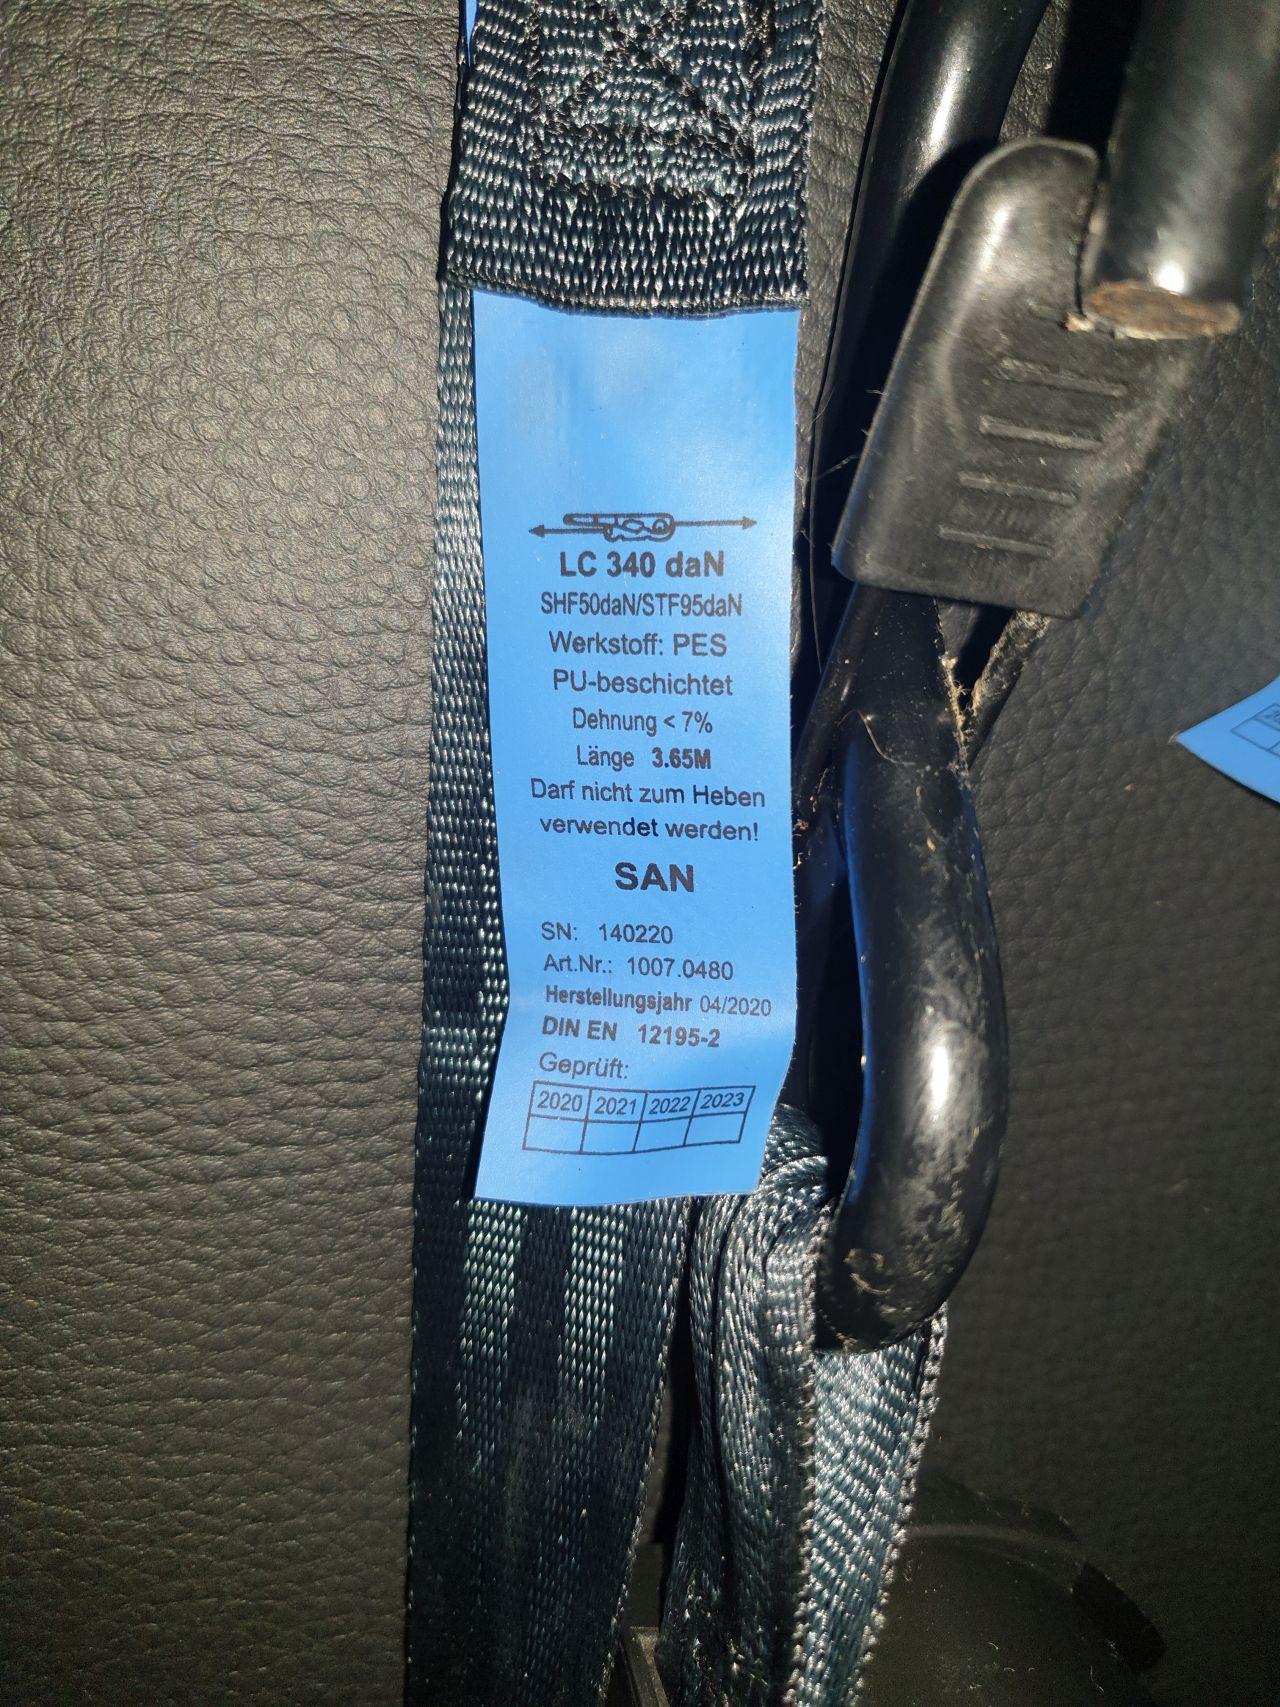 LC 340 daN
SHF50daN/STF95daN
Werkstoff: PES
PU-beschichtet
Dehnung < 7%
Länge 3.65M
Darf nicht zum Heben
verwendet werden!
SAN
SN: 140220
Art.Nr.: 1007.0480
Herstellungsjahr 04/2020
DIN EN 12195-2
Geprüft:
2020 2021 2022 2023